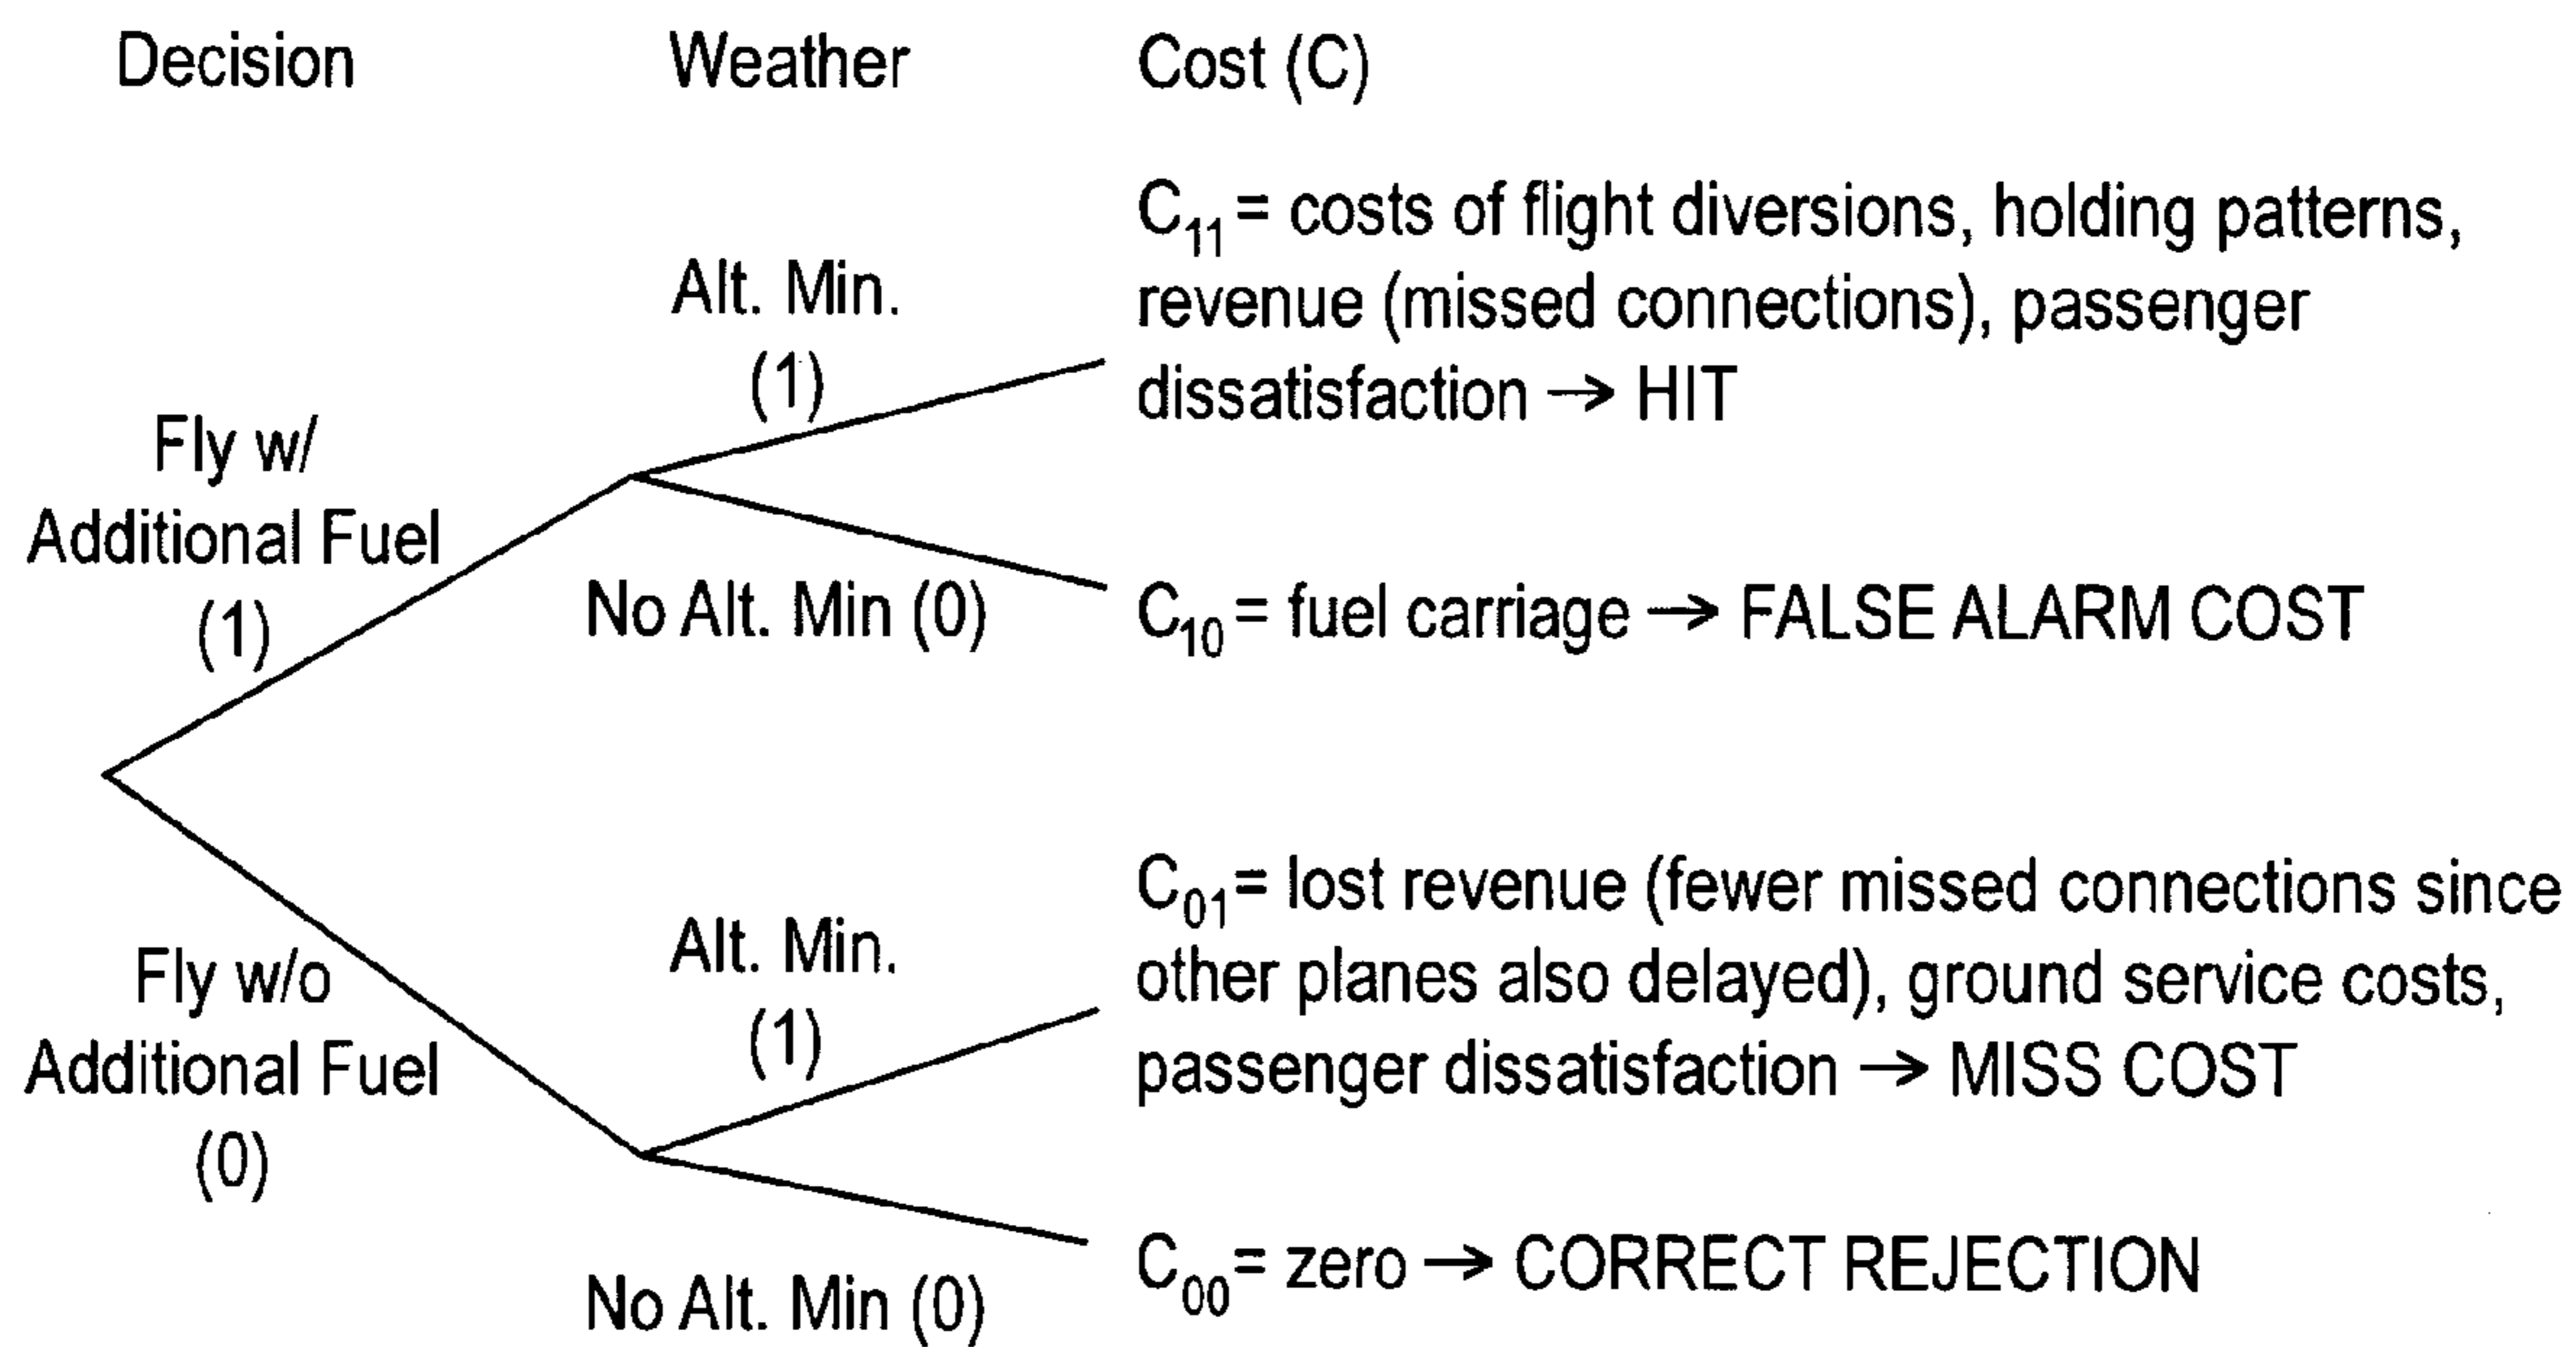 Decision Weather Cost (C)
C11 = costs of flight diversions, holding patterns,
revenue (missed connections), passenger
dissatisfaction → HIT
Alt. Min.
(1)
Fly w/
Additional Fuel
(1)
No Alt. Min (0)
C10 = fuel carriage → FALSE ALARM COST
C01 = lost revenue (fewer missed connections since
other planes also delayed), ground service costs,
passenger dissatisfaction → MISS COST
Alt. Min.
(1)
Fly w/o
Additional Fuel
(0)
No Alt. Min (0)
C00 = zero → CORRECT REJECTION